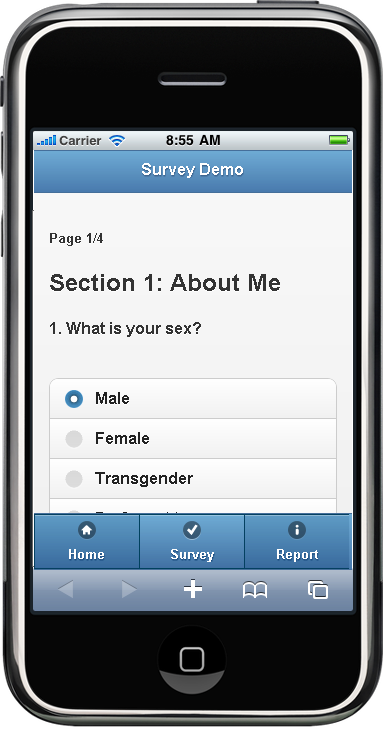 Carrier 8:55 AM
Survey Demo
Page 1/4
Section 1: About Me
1. What is your sex?
Male
Female
Transgender
Home Survey Report